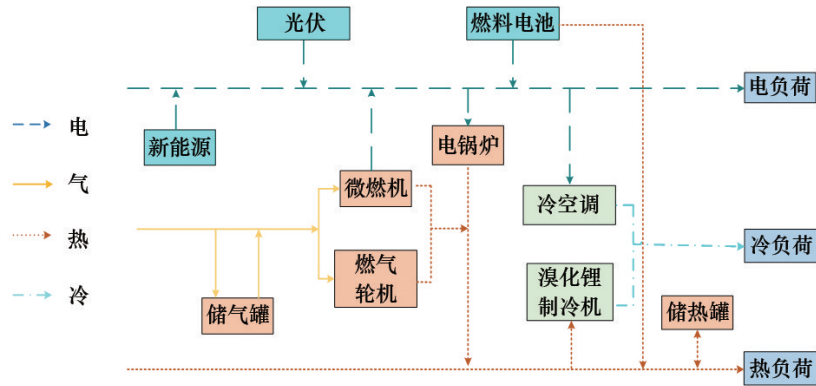 光伏
燃料电池
电负荷
电
新能源
电锅炉
气
微燃机
冷空调
热
冷负荷
燃气
轮机
溴化锂
制冷机
冷
储气罐
储热罐
热负荷